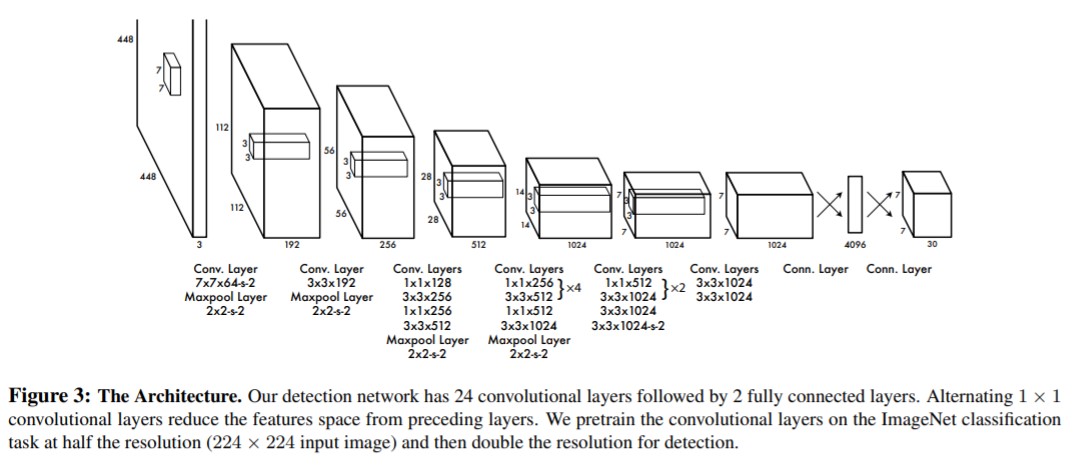 448
448
7
7
3
112
112
3
3
192
56
56
3
3
256
28
28
3
3
512
14
14
3
3
1024
7
7
3
3
1024
7
7
1024
4096
7
7
30
Conv. Layer
7x7x64-s-2
Maxpool Layer
2x2-s-2
Conv. Layer
3x3x192
Maxpool Layer
2x2-s-2
Conv. Layers
1x1x128
3x3x256
1x1x256
3x3x512
Maxpool Layer
2x2-s-2
Conv. Layers
1x1x256
3x3x512
}×4
1x1x512
3x3x1024
Maxpool Layer
2x2-s-2
Conv. Layers
1x1x512
3x3x1024
}×2
3x3x1024
3x3x1024-s-2
Conv. Layers
3x3x1024
3x3x1024
Conn. Layer
Conn. Layer
Figure 3: The Architecture. Our detection network has 24 convolutional layers followed by 2 fully connected layers. Alternating 1 × 1
convolutional layers reduce the features space from preceding layers. We pretrain the convolutional layers on the ImageNet classification
task at half the resolution (224 × 224 input image) and then double the resolution for detection.